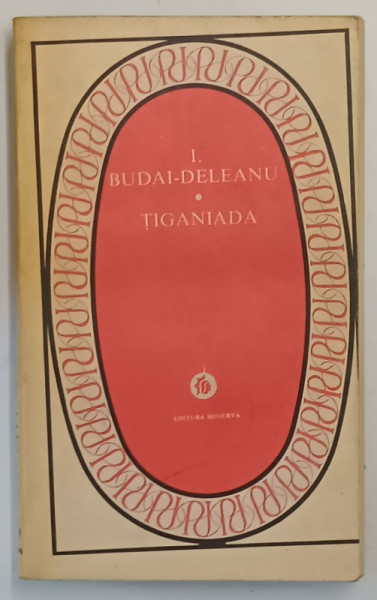 I.
BUDAI-DELEANU
•
ȚIGANIADA
EDITURA MINERVA